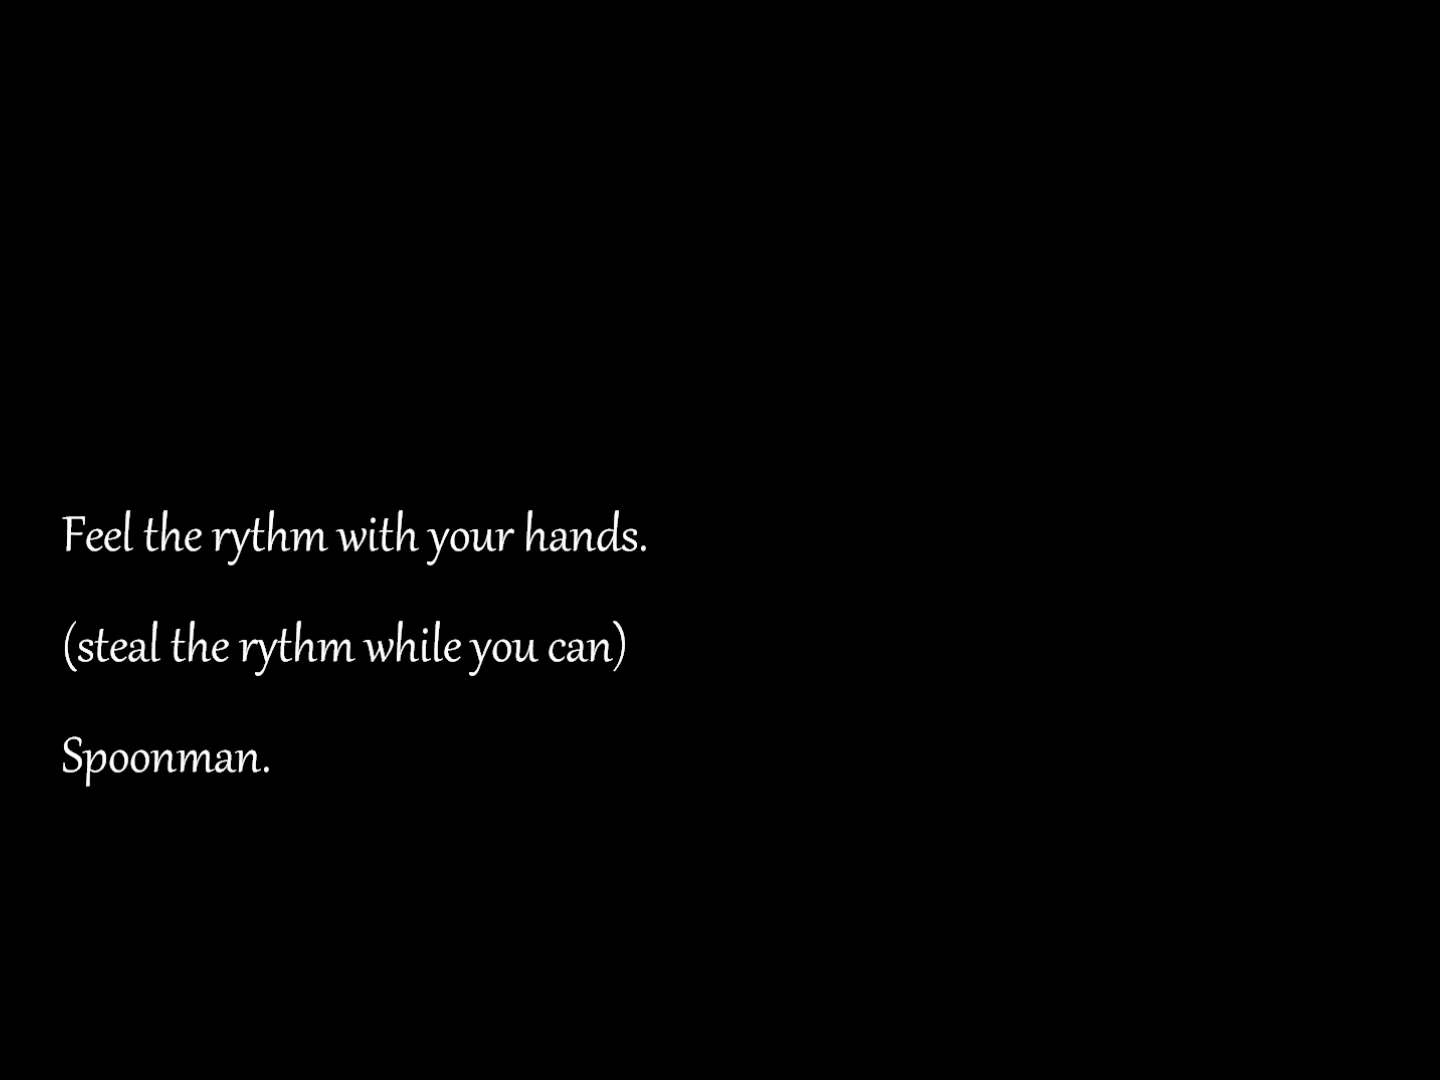 Feel the rythm with your hands.
(steal the rythm while you can)
Spoonman.